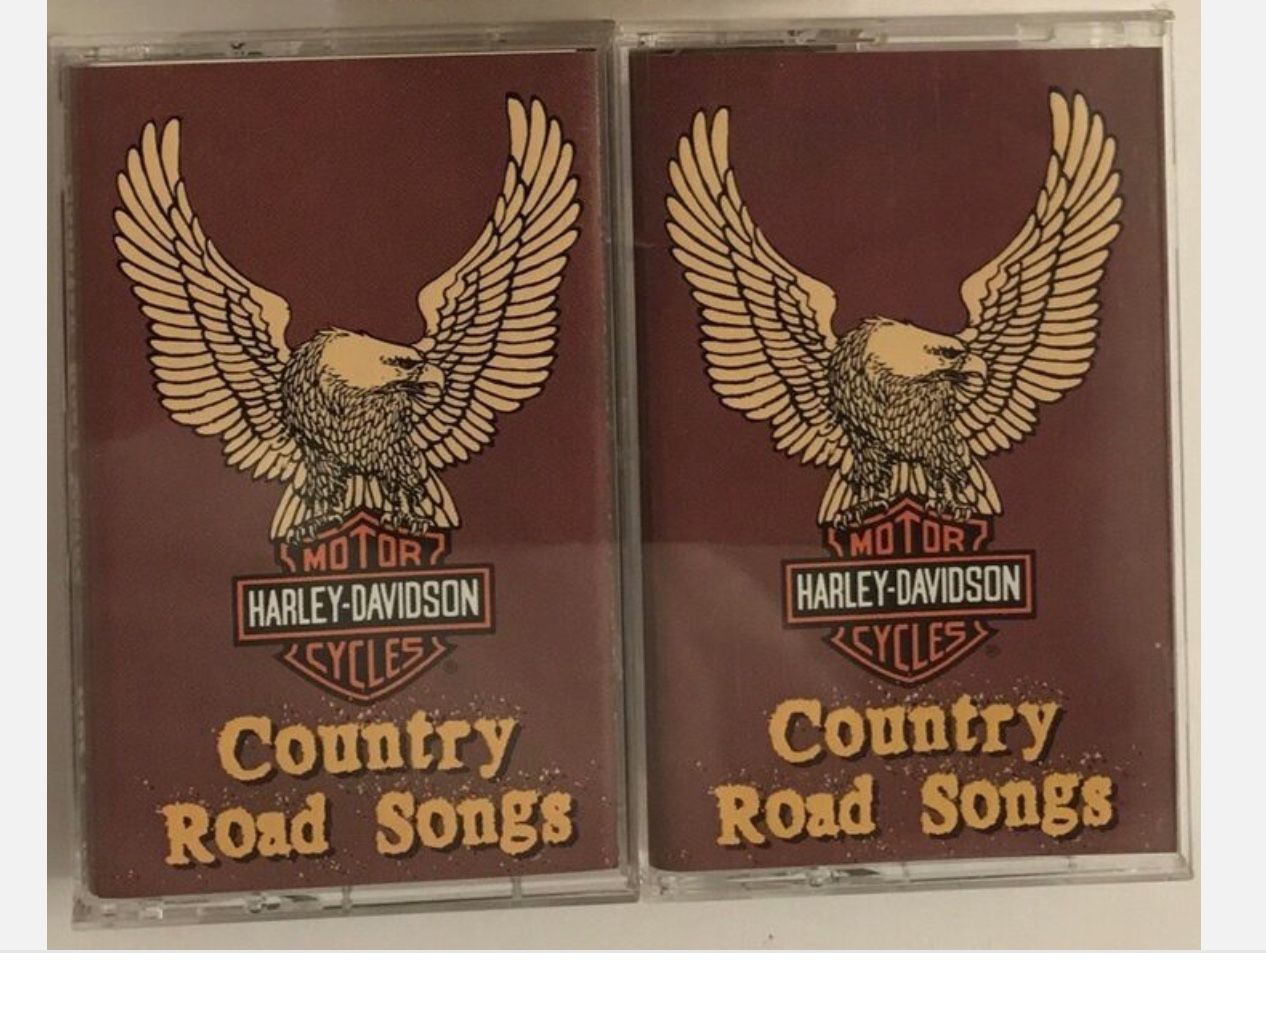 MOTOR
HARLEY-DAVIDSON
CYCLES
®
Country
Road Songs
MOTOR
HARLEY-DAVIDSON
CYCLES
®
Country
Road Songs